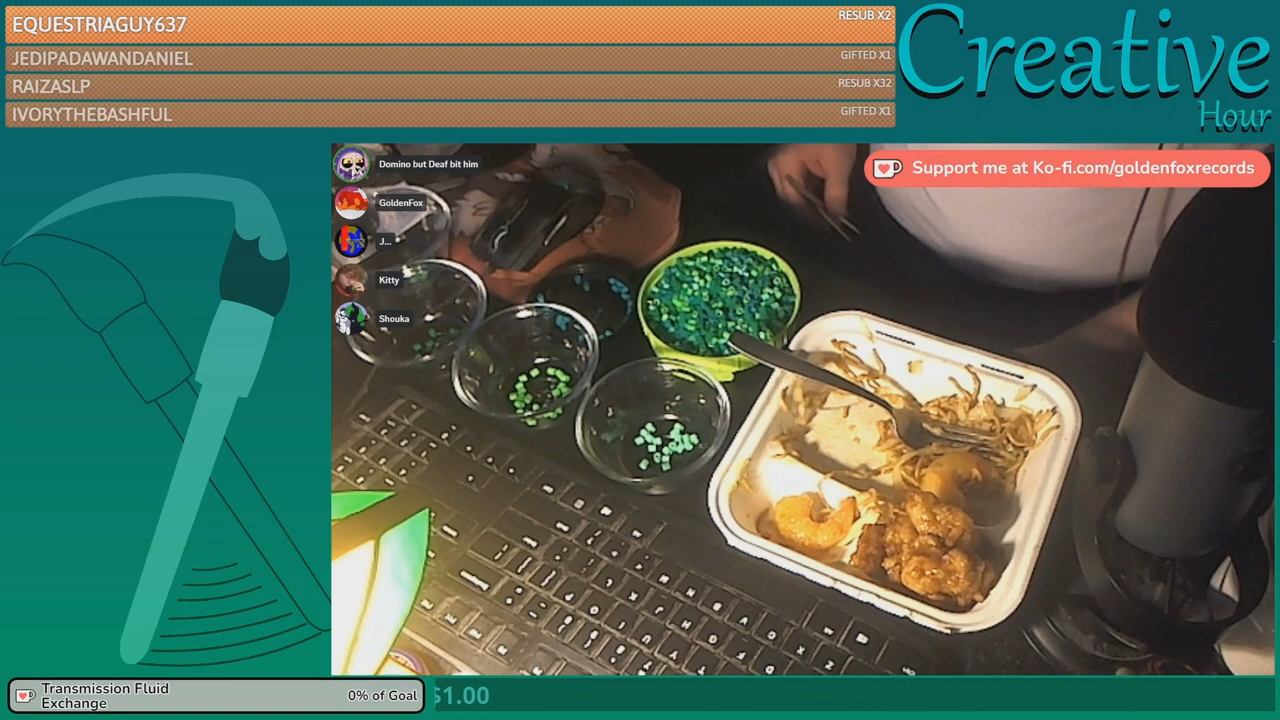 EQUESTRIAGUY637 RESUB X2
JEDIPADAWANDANIEL GIFTED X1
RAIZASLP RESUB X32
IVORYTHEBASHFUL GIFTED X1
Creative
Hour
Support me at Ko-fi.com/goldenfoxrecords
Domino but Deaf bit him
GoldenFox
J...
Kitty
Shouka
Transmission Fluid
Exchange
0% of Goal
$1.00